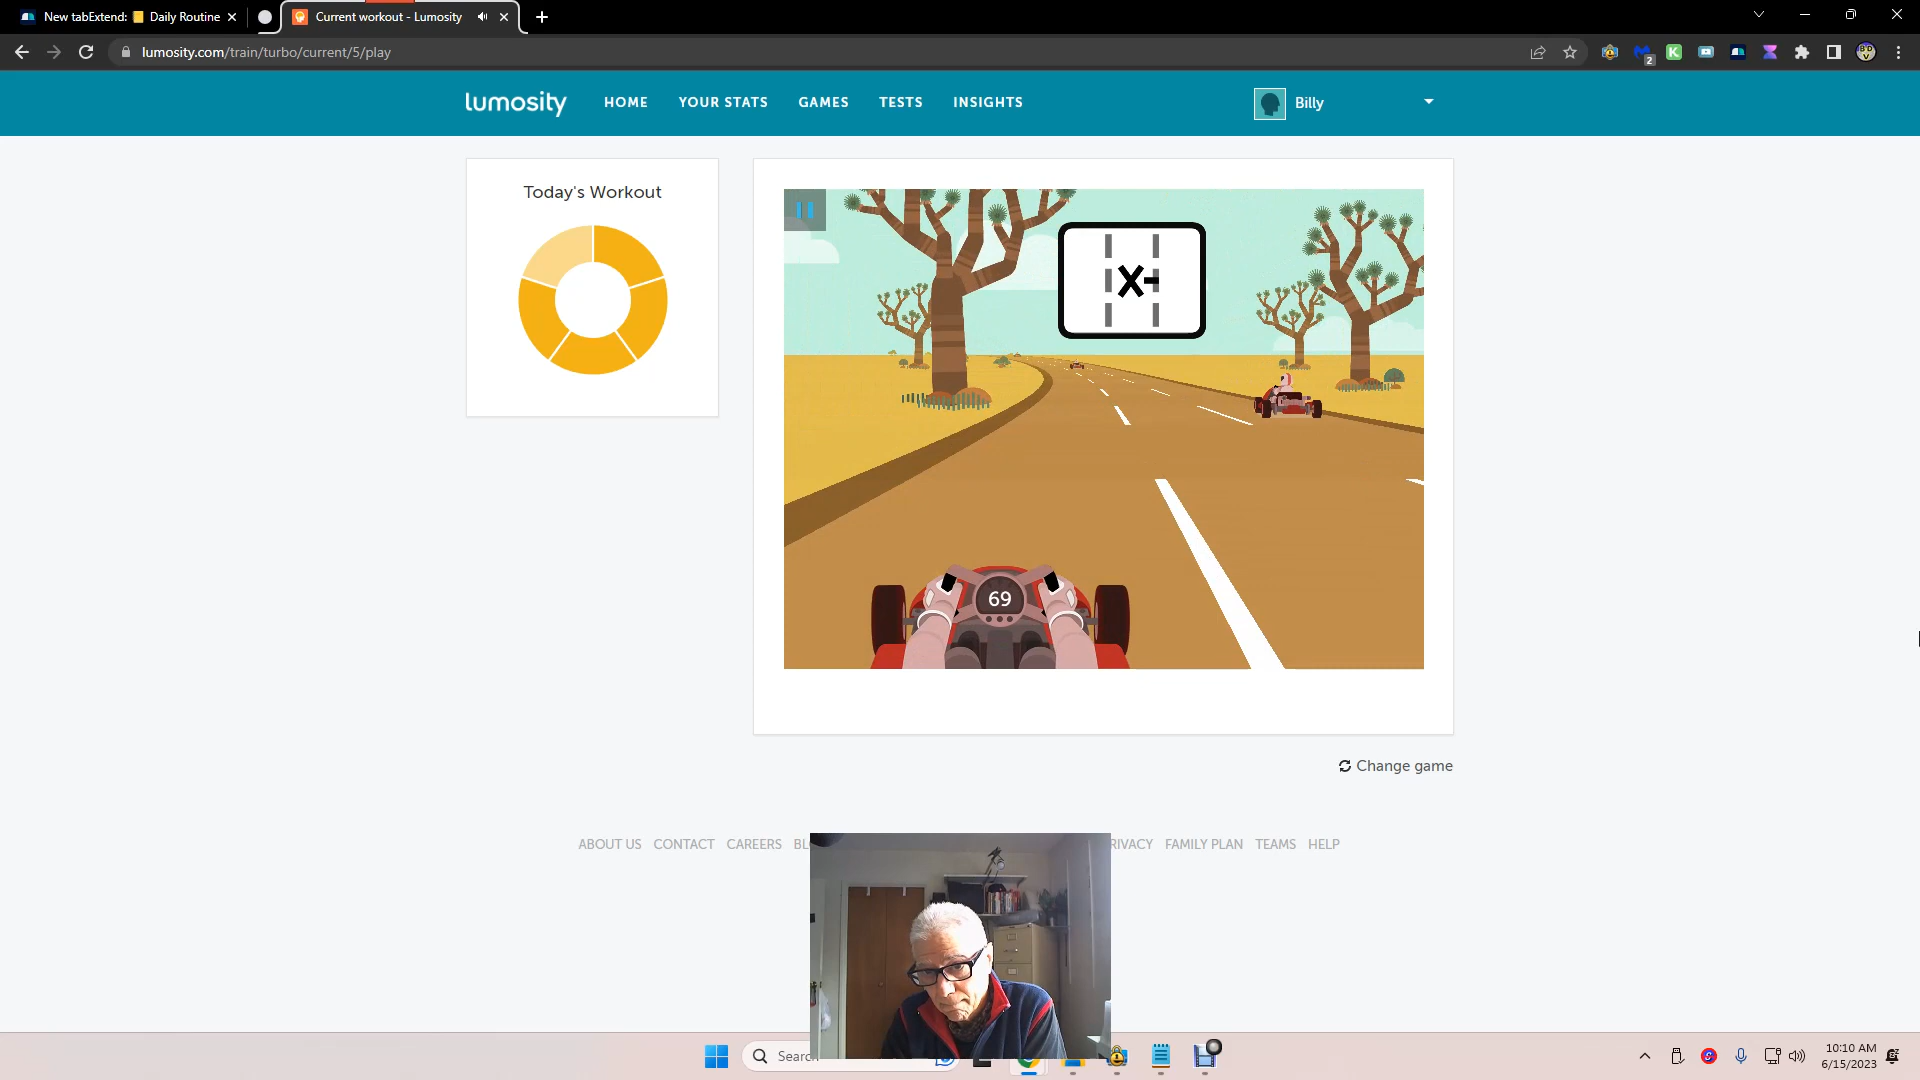 New tabExtend: Daily Routine
Current workout - Lumosity
lumosity.com/train/turbo/current/5/play
2
lumosity
HOME
YOUR STATS
GAMES
TESTS
INSIGHTS
Billy
Today's Workout
X-
69
Change game
ABOUT US
CONTACT
CAREERS
FAMILY PLAN
TEAMS
HELP
10:10 AM
6/15/2023